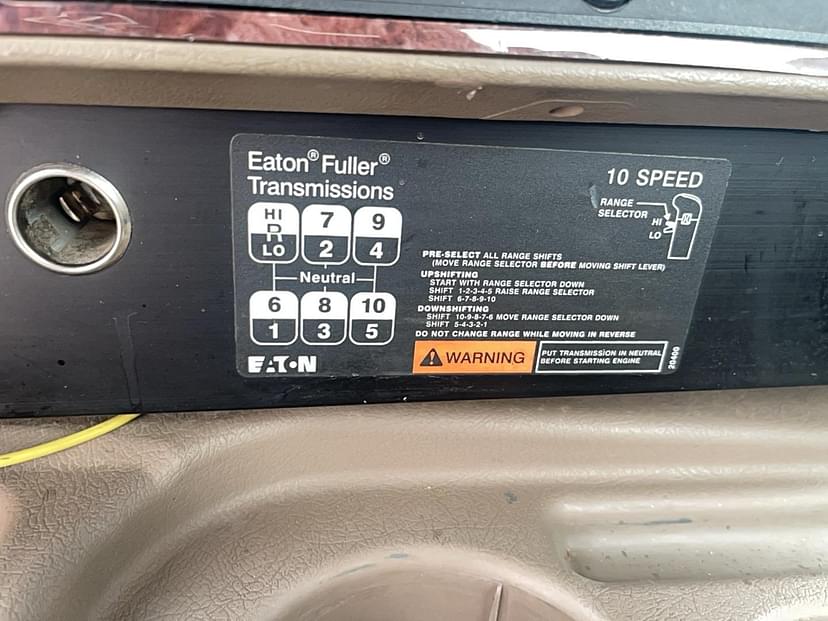 Eaton® Fuller®
Transmissions
10 SPEED
RANGE
SELECTOR
HI
LO
HI 7 9
R
LO 2 4
Neutral
6 8 10
1 3 5
PRE-SELECT ALL RANGE SHIFTS
(MOVE RANGE SELECTOR BEFORE MOVING SHIFT LEVER)
UPSHIFTING
START WITH RANGE SELECTOR DOWN
SHIFT 1-2-3-4-5 RAISE RANGE SELECTOR
SHIFT 6-7-8-9-10
DOWNSHIFTING
SHIFT 10-9-8-7-6 MOVE RANGE SELECTOR DOWN
SHIFT 5-4-3-2-1
DO NOT CHANGE RANGE WHILE MOVING IN REVERSE
EATON
WARNING
PUT TRANSMISSION IN NEUTRAL
BEFORE STARTING ENGINE
20400